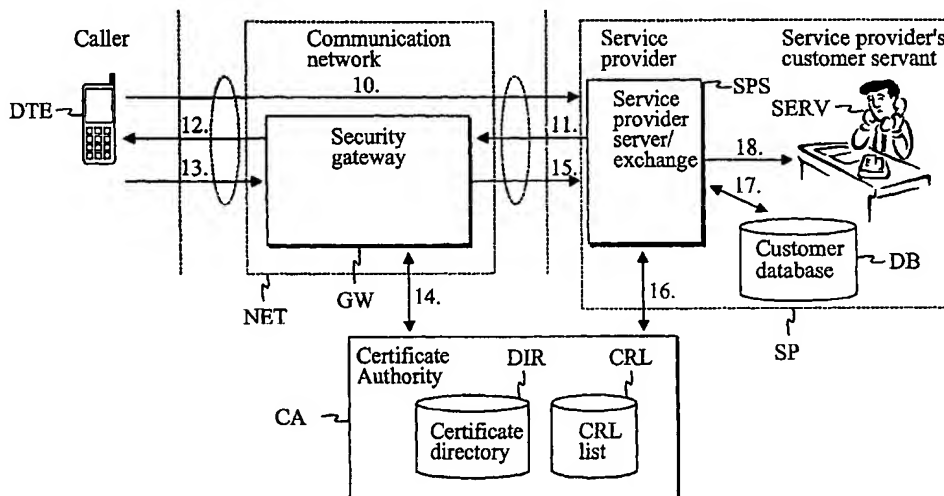 Caller
Communication
network
Service
provider
Service provider's
customer servant
DTE
10.
SPS
SERV
12.
Security
gateway
11.
Service
provider
server/
exchange
18.
13.
15.
17.
Customer
database
DB
NET
GW
14.
16.
SP
Certificate
Authority
DIR
CRL
CA
Certificate
directory
CRL
list